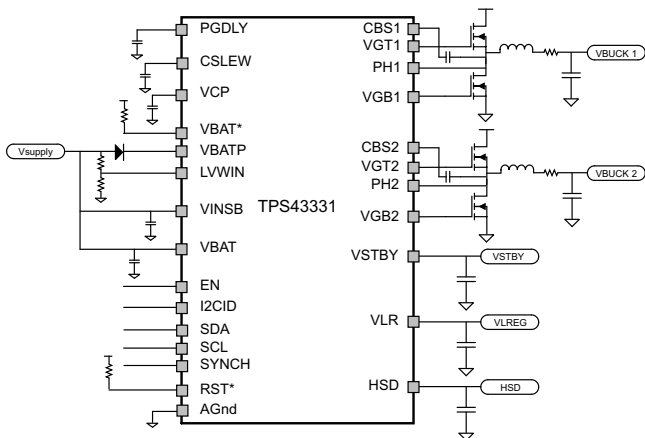 PGDLY
CSLEW
VCP
VBAT*
Vsupply
VBATP
LVWIN
VINSB
VBAT
EN
I2CID
SDA
SCL
SYNCH
RST*
AGnd
TPS43331
CBS1
VGT1
PH1
VGB1
VBUCK 1
CBS2
VGT2
PH2
VGB2
VBUCK 2
VSTBY
VSTBY
VLR
VLREG
HSD
HSD